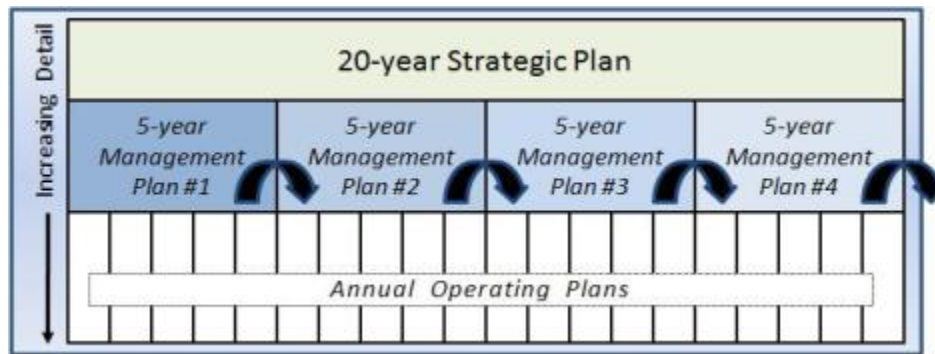 Increasing Detail
20-year Strategic Plan
5-year
Management
Plan #1
5-year
Management
Plan #2
5-year
Management
Plan #3
5-year
Management
Plan #4
Annual Operating Plans